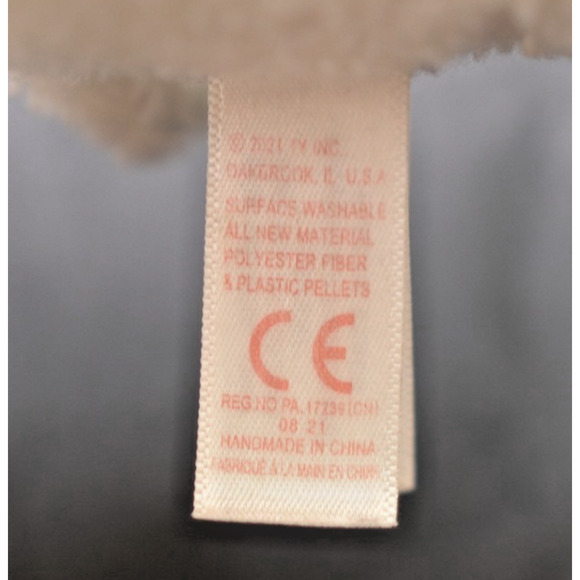 © 2021 TY INC.
OAKBROOK, IL U.S.A
SURFACE WASHABLE
ALL NEW MATERIAL
POLYESTER FIBER
& PLASTIC PELLETS
CE
REG.NO PA. 17239 (CN)
08 21
HANDMADE IN CHINA
FABRIQUÉ À LA MAIN EN CHINE